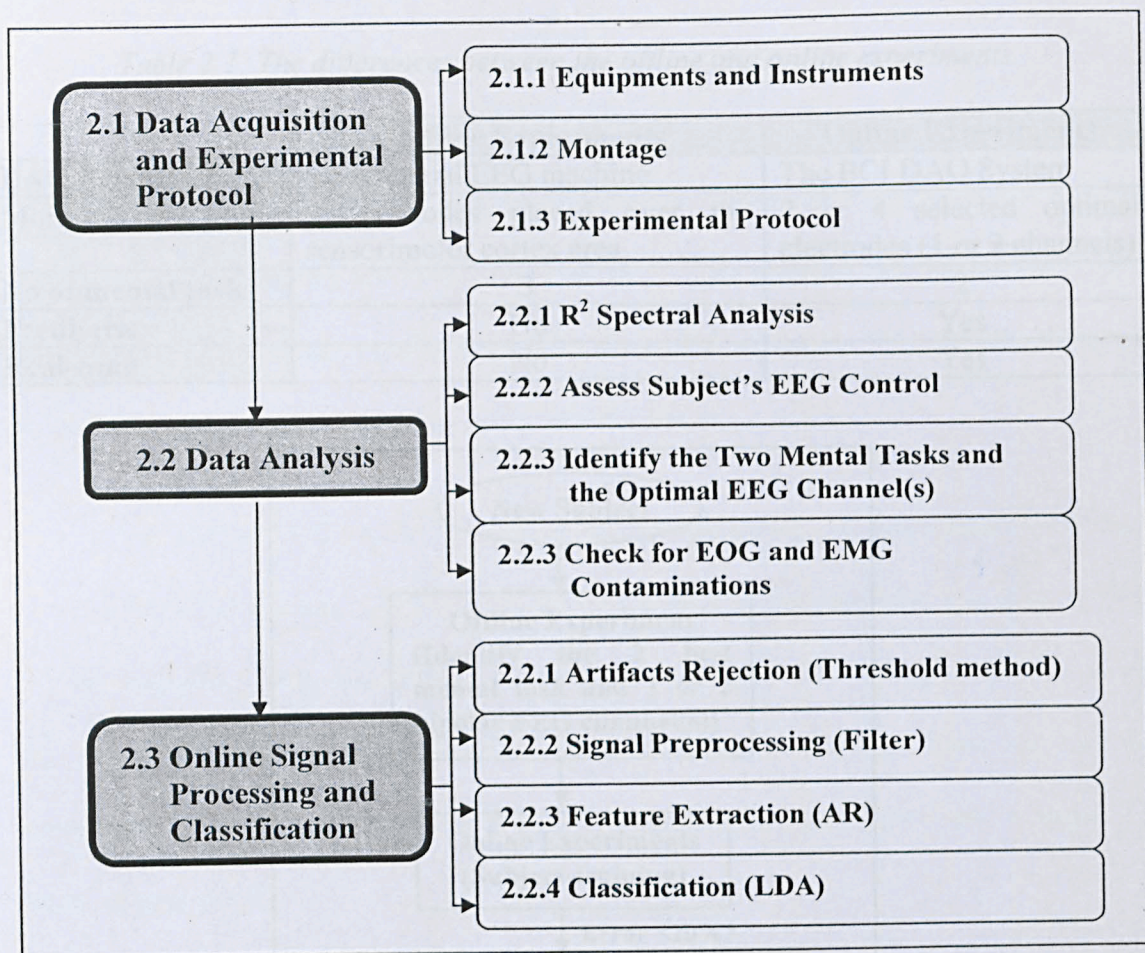 2.1 Data Acquisition
and Experimental
Protocol
2.1.1 Equipments and Instruments
2.1.2 Montage
2.1.3 Experimental Protocol
2.2 Data Analysis
2.2.1 R² Spectral Analysis
2.2.2 Assess Subject's EEG Control
2.2.3 Identify the Two Mental Tasks and
the Optimal EEG Channel(s)
2.2.3 Check for EOG and EMG
Contaminations
2.3 Online Signal
Processing and
Classification
2.2.1 Artifacts Rejection (Threshold method)
2.2.2 Signal Preprocessing (Filter)
2.2.3 Feature Extraction (AR)
2.2.4 Classification (LDA)